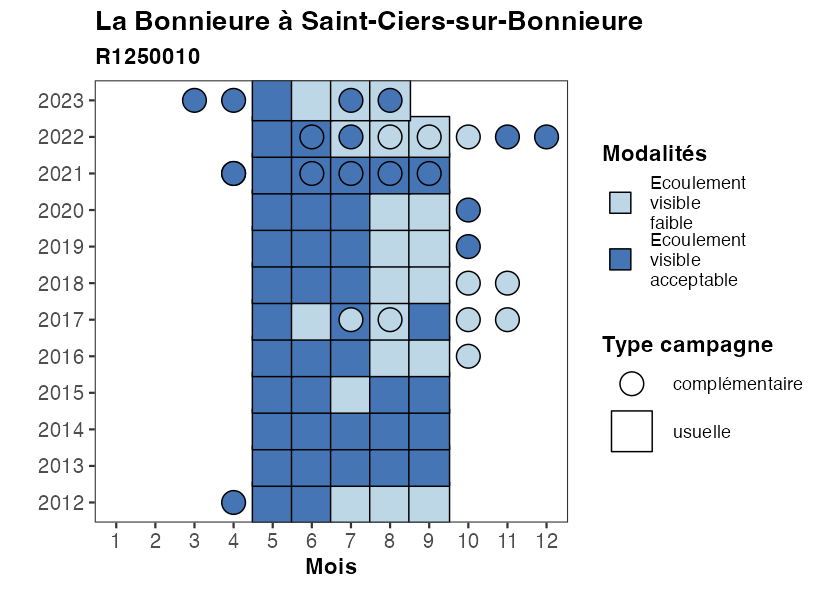 La Bonnieure à Saint-Ciers-sur-Bonnieure
R1250010
2023
2022
2021
2020
2019
2018
2017
2016
2015
2014
2013
2012
1 2 3 4 5 6 7 8 9 10 11 12
Mois
Modalités
Ecoulement
visible
faible
Ecoulement
visible
acceptable
Type campagne
complémentaire
usuelle